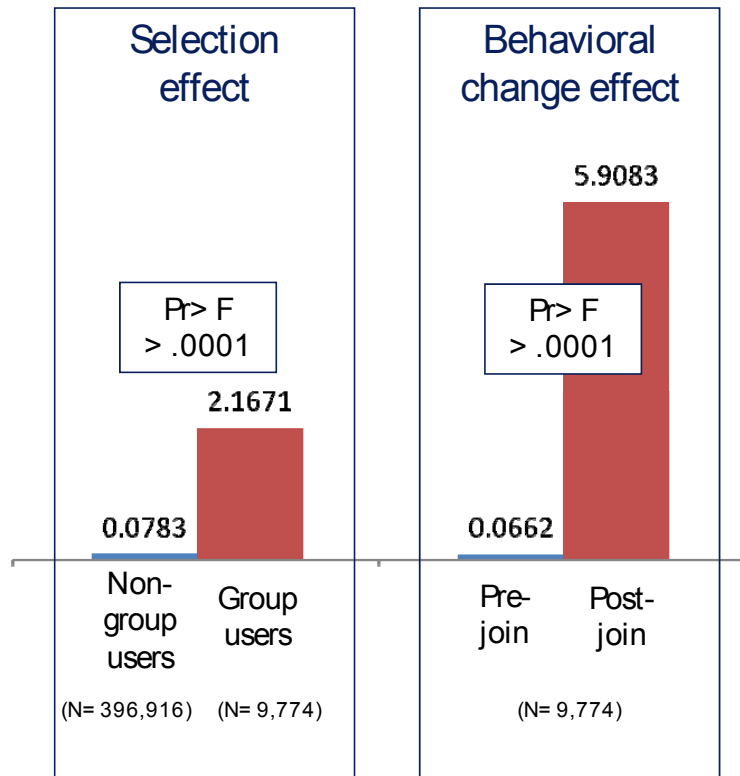 Selection
effect
Pr> F
> .0001
2.1671
0.0783
Non-
group
users
Group
users
(N= 396,916)
(N= 9,774)
Behavioral
change effect
5.9083
Pr> F
> .0001
0.0662
Pre-
join
Post-
join
(N= 9,774)